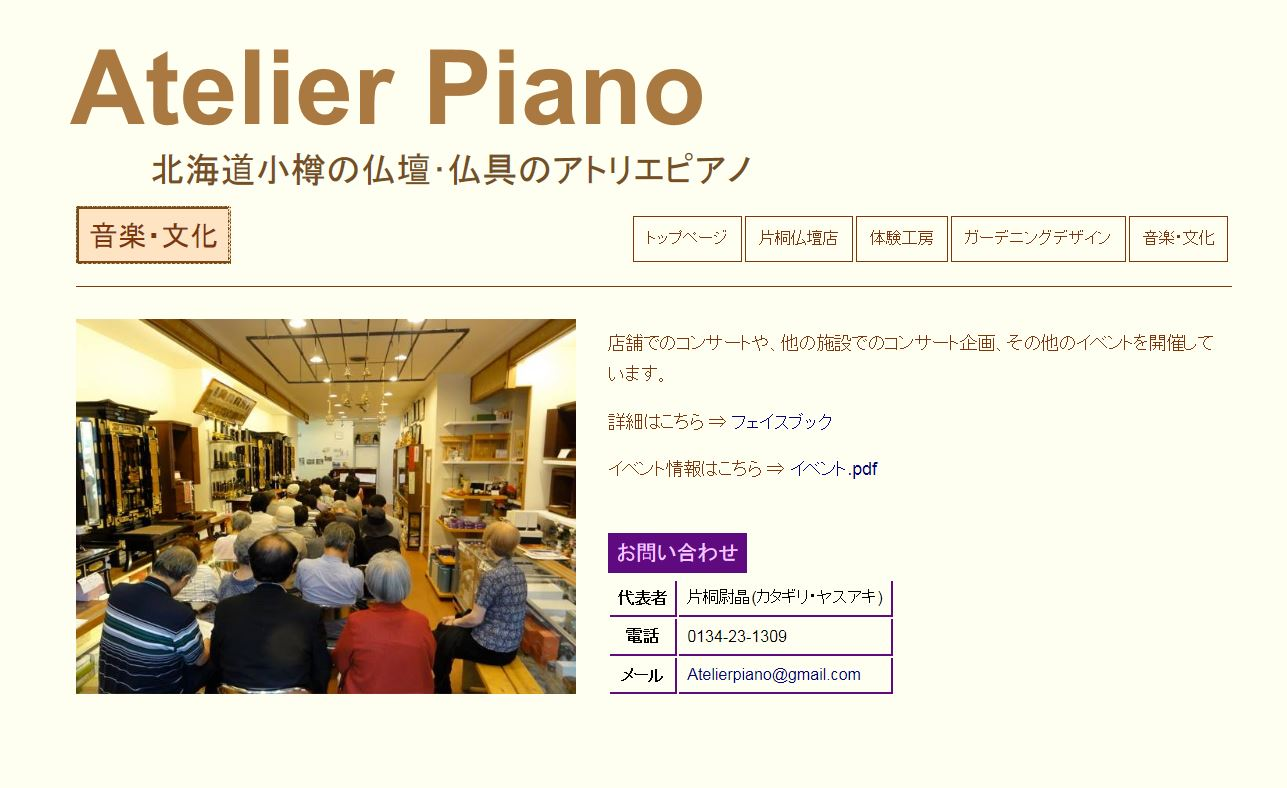 Atelier Piano
北海道小樽の仏壇･仏具のアトリエピアノ
音楽・文化
トップページ
片桐仏壇店
体験工房
ガーデニングデザイン
音楽・文化
店舗でのコンサートや、他の施設でのコンサート企画、その他のイベントを開催して
います。
詳細はこちら ⇒ フェイスブック
イベント情報はこちら ⇒ イベント.pdf
お問い合わせ
代表者 片桐尉晶(カタギリ・ヤスアキ)
電話 0134-23-1309
メール Atelierpiano@gmail.com